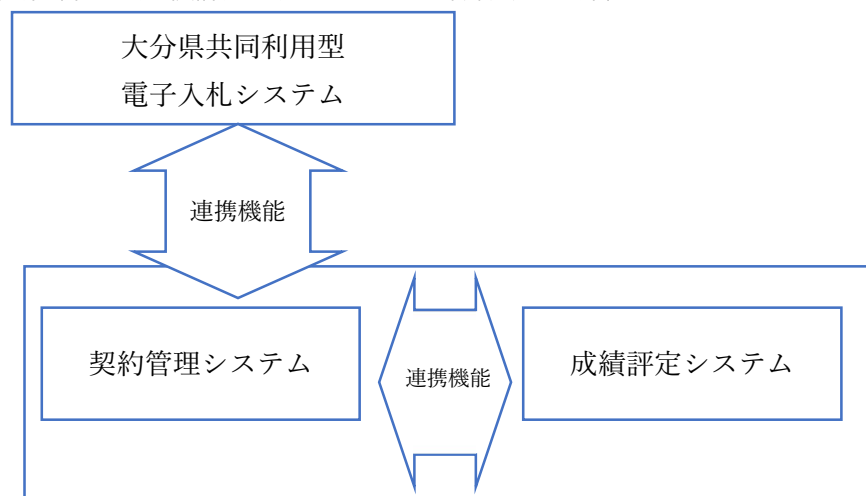 大分県共同利用型
電子入札システム
連携機能
契約管理システム
連携機能
成績評定システム